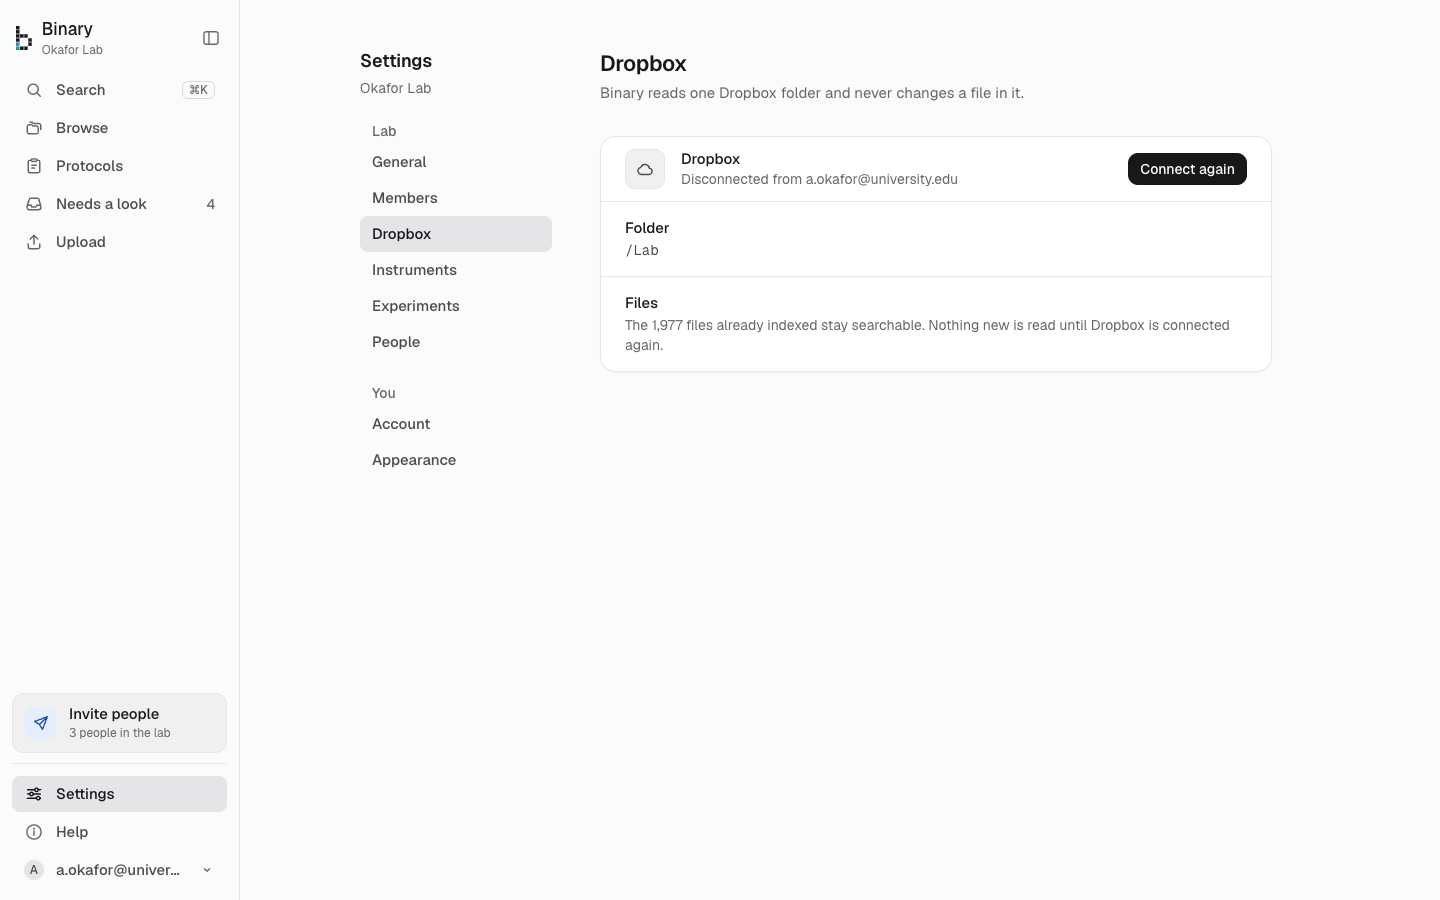 Binary
Okafor Lab
Search ⌘K
Browse
Protocols
Needs a look 4
Upload
Invite people
3 people in the lab
Settings
Help
A a.okafor@univer...
Settings
Okafor Lab
Lab
General
Members
Dropbox
Instruments
Experiments
People
You
Account
Appearance
Dropbox
Binary reads one Dropbox folder and never changes a file in it.
Dropbox
Disconnected from a.okafor@university.edu
Connect again
Folder
/Lab
Files
The 1,977 files already indexed stay searchable. Nothing new is read until Dropbox is connected
again.